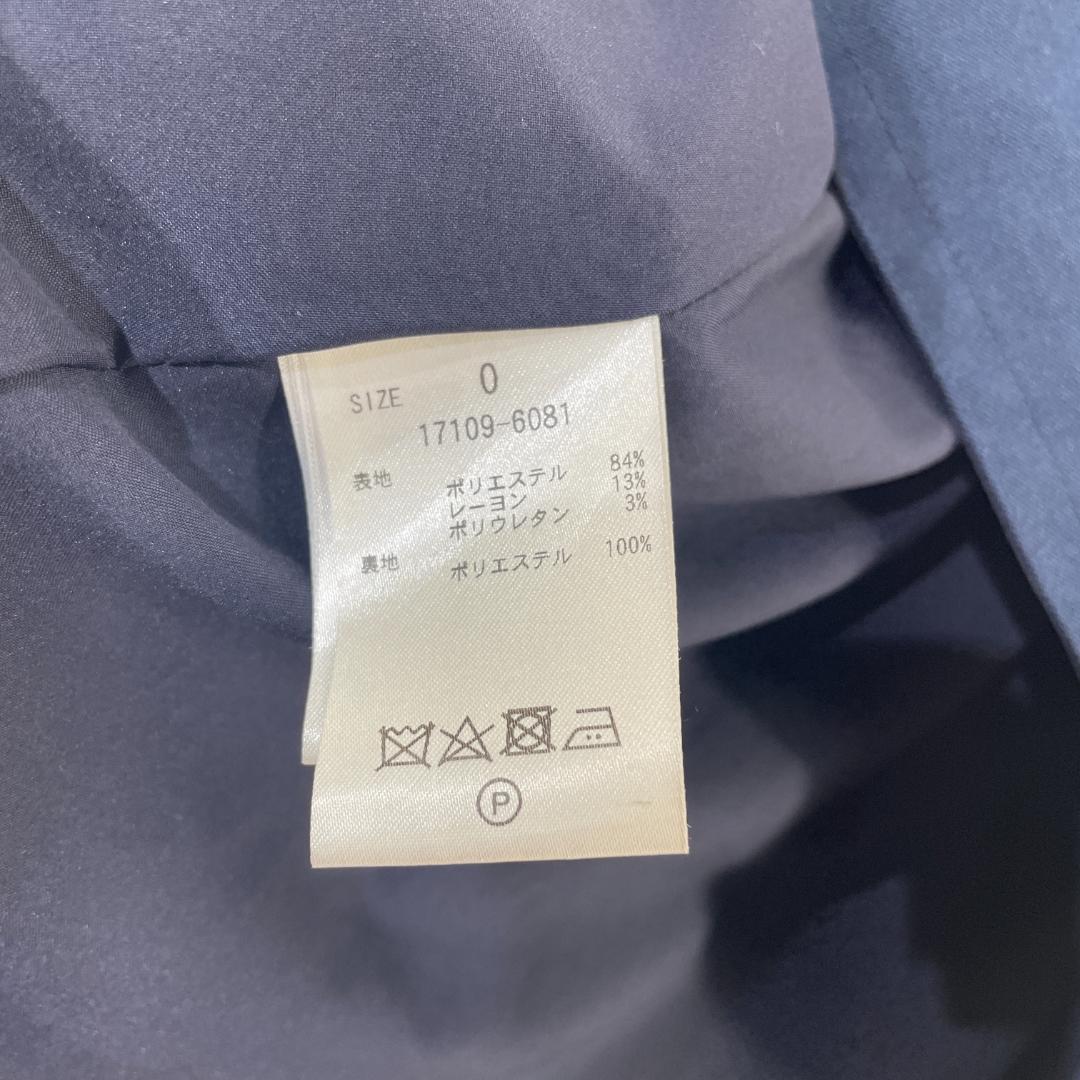 SIZE 0
17109-6081
表地 ポリエステル 84%
レーヨン 13%
ポリウレタン 3%
裏地 ポリエステル 100%
P